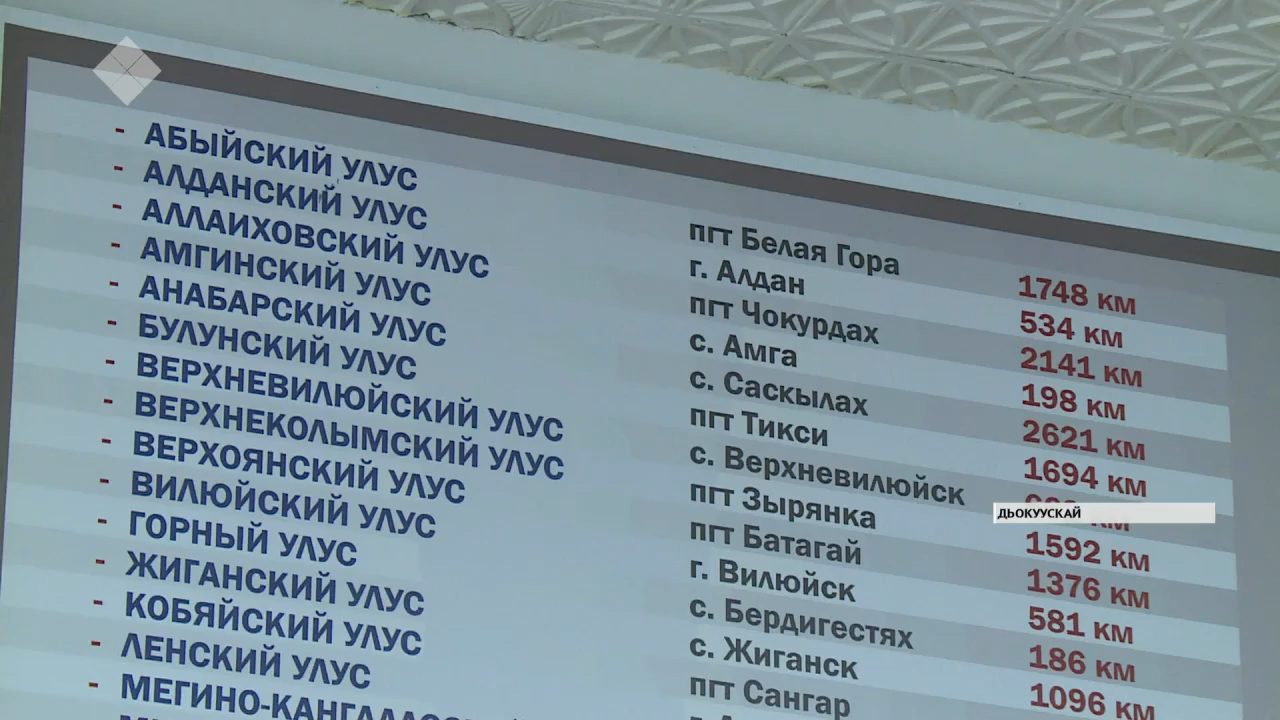 - АБЫЙСКИЙ УЛУС пгт Белая Гора 1748 км
- АЛДАНСКИЙ УЛУС г. Алдан 534 км
- АЛЛАИХОВСКИЙ УЛУС пгт Чокурдах 2141 км
- АМГИНСКИЙ УЛУС с. Амга 198 км
- АНАБАРСКИЙ УЛУС с. Саскылах 2621 км
- БУЛУНСКИЙ УЛУС пгт Тикси 1694 км
- ВЕРХНЕВИЛЮЙСКИЙ УЛУС с. Верхневилюйск км
ДЬОКУУСКАЙ
- ВЕРХНЕКОЛЫМСКИЙ УЛУС пгт Зырянка 1592 км
- ВЕРХОЯНСКИЙ УЛУС пгт Батагай 1376 км
- ВИЛЮЙСКИЙ УЛУС г. Вилюйск 581 км
- ГОРНЫЙ УЛУС с. Бердигестях 186 км
- ЖИГАНСКИЙ УЛУС с. Жиганск 1096 км
- КОБЯЙСКИЙ УЛУС пгт Сангар
- ЛЕНСКИЙ УЛУС
- МЕГИНО-КАНГАЛАССКИЙ